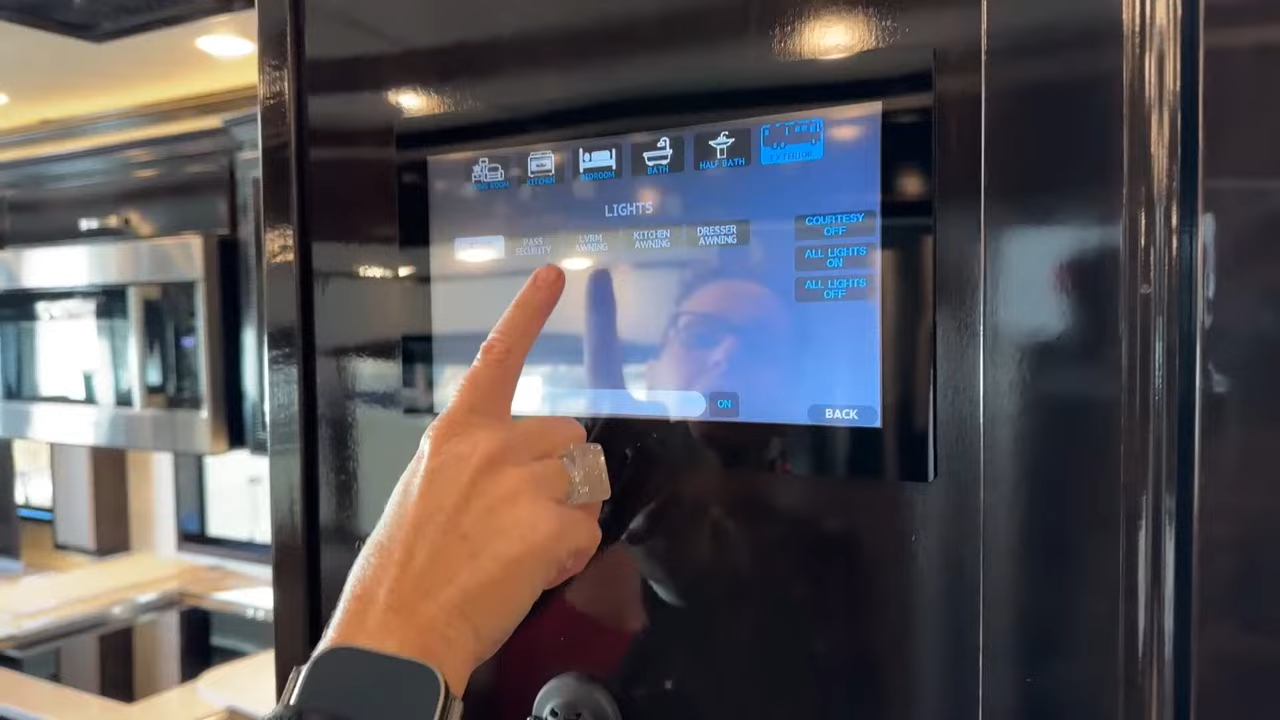 KITCHEN
BEDROOM
BATH
HALF BATH
EXTERIOR
LIGHTS
PASS
SECURITY
LVRM
AWNING
KITCHEN
AWNING
DRESSER
AWNING
COURTESY
OFF
ALL LIGHTS
ON
ALL LIGHTS
OFF
ON
BACK